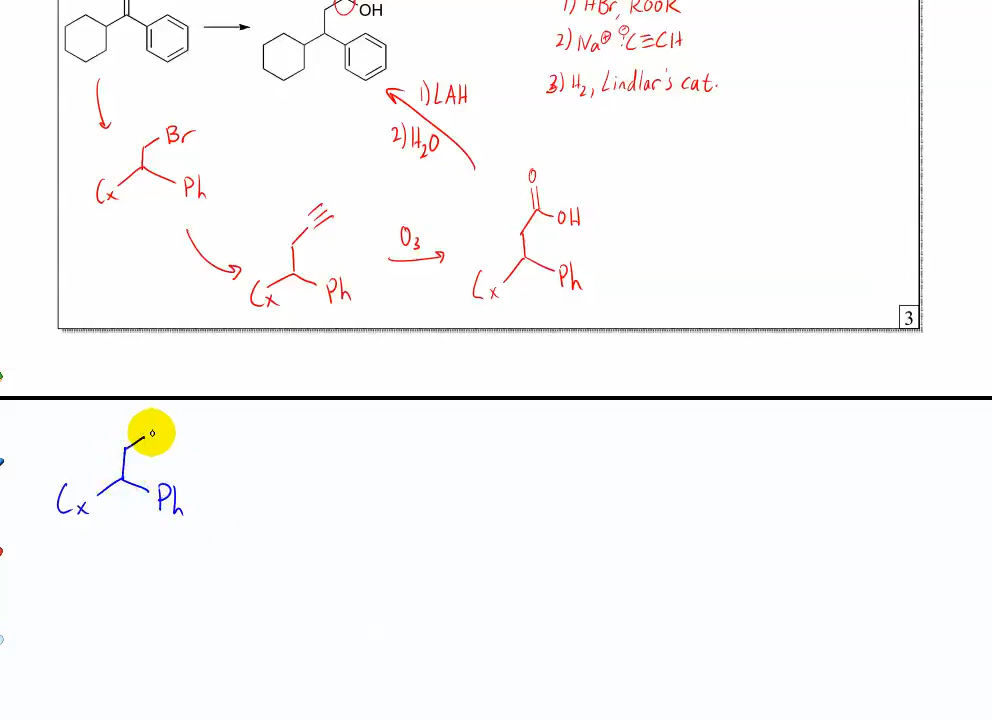 OH
1) HBr, ROOR
2) Na⊕ ⊖:C≡CH
3) H2, Lindlar's cat.
1) LAH
2) H2O
Br
Cx
Ph
O
OH
O3
Cx
Ph
Cx
Ph
3
Cx
Ph